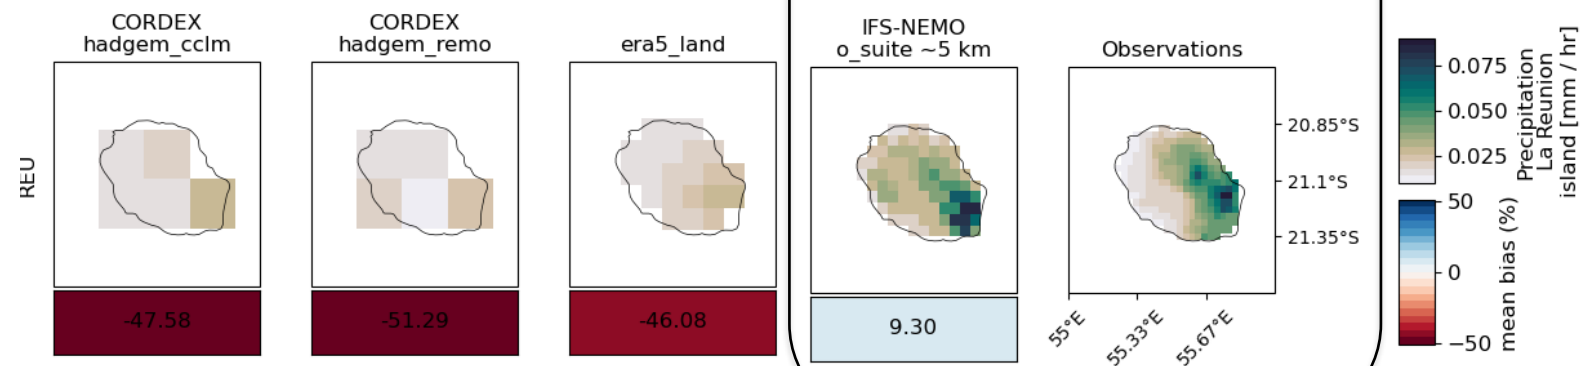 CORDEX
hadgem_cclm
CORDEX
hadgem_remo
era5_land
IFS-NEMO
o_suite ~5 km
Observations
REU
-47.58
-51.29
-46.08
9.30
20.85°S
21.1°S
21.35°S
55°E
55.33°E
55.67°E
0.075
0.050
0.025
Precipitation
La Reunion
island [mm / hr]
50
0
−50
mean bias (%)